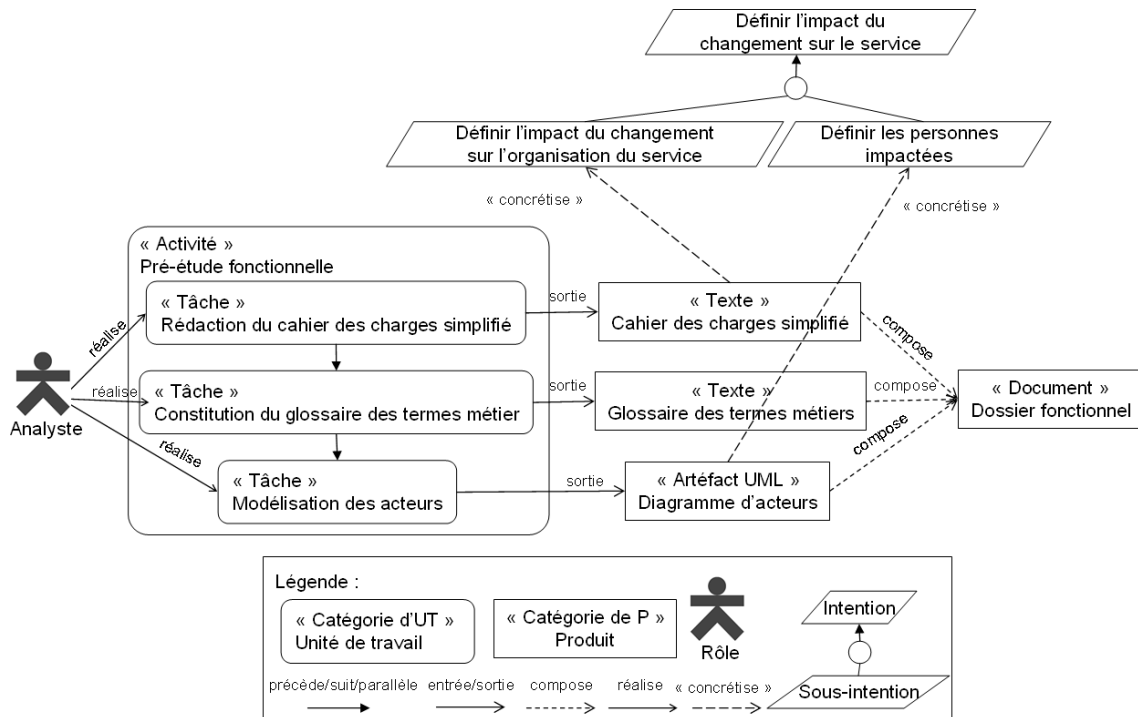 Définir l'impact du
changement sur le service
Définir l'impact du changement
sur l'organisation du service
Définir les personnes
impactées
« concrétise »
« concrétise »
« Activité »
Pré-étude fonctionnelle
« Tâche »
Rédaction du cahier des charges simplifié
sortie
« Texte »
Cahier des charges simplifié
réalise
compose
Analyste
réalise
« Tâche »
Constitution du glossaire des termes métier
sortie
« Texte »
Glossaire des termes métiers
compose
« Document »
Dossier fonctionnel
réalise
compose
« Tâche »
Modélisation des acteurs
sortie
« Artéfact UML »
Diagramme d'acteurs
Légende :
« Catégorie d'UT »
Unité de travail
« Catégorie de P »
Produit
Rôle
Intention
Sous-intention
précède/suit/parallèle
entrée/sortie
compose
réalise
« concrétise »